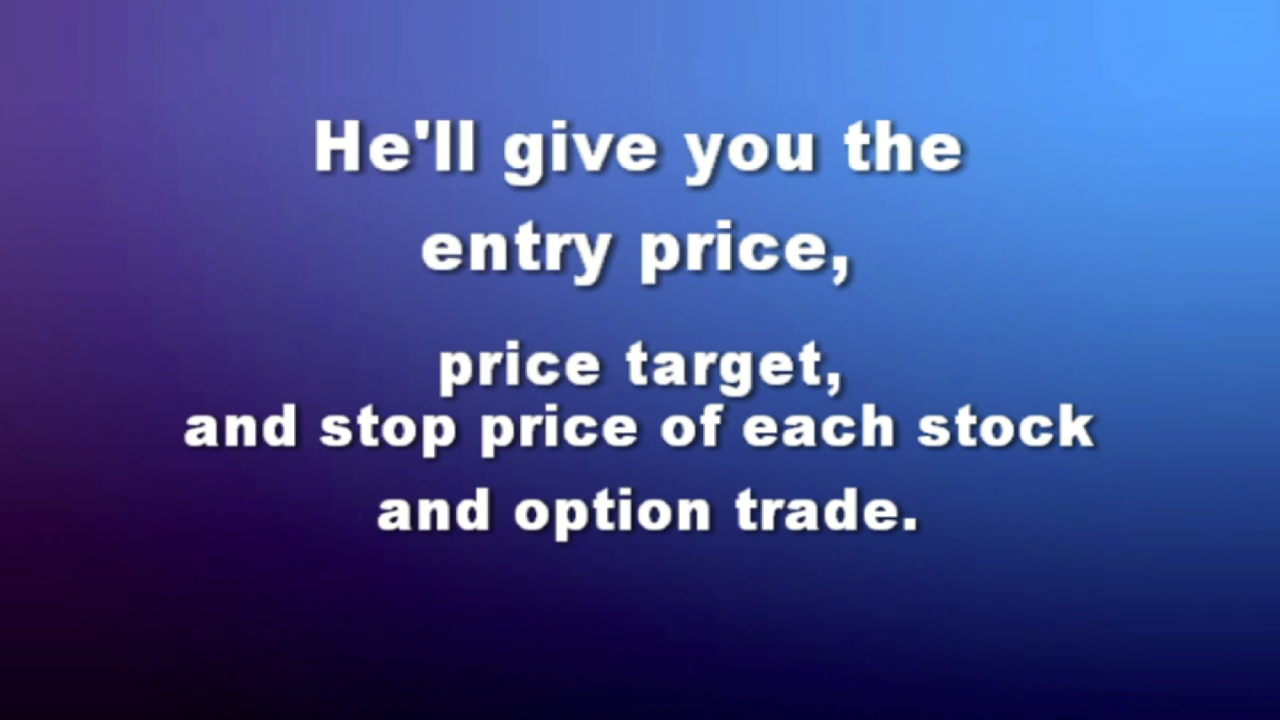 He'll give you the
entry price,
price target,
and stop price of each stock
and option trade.